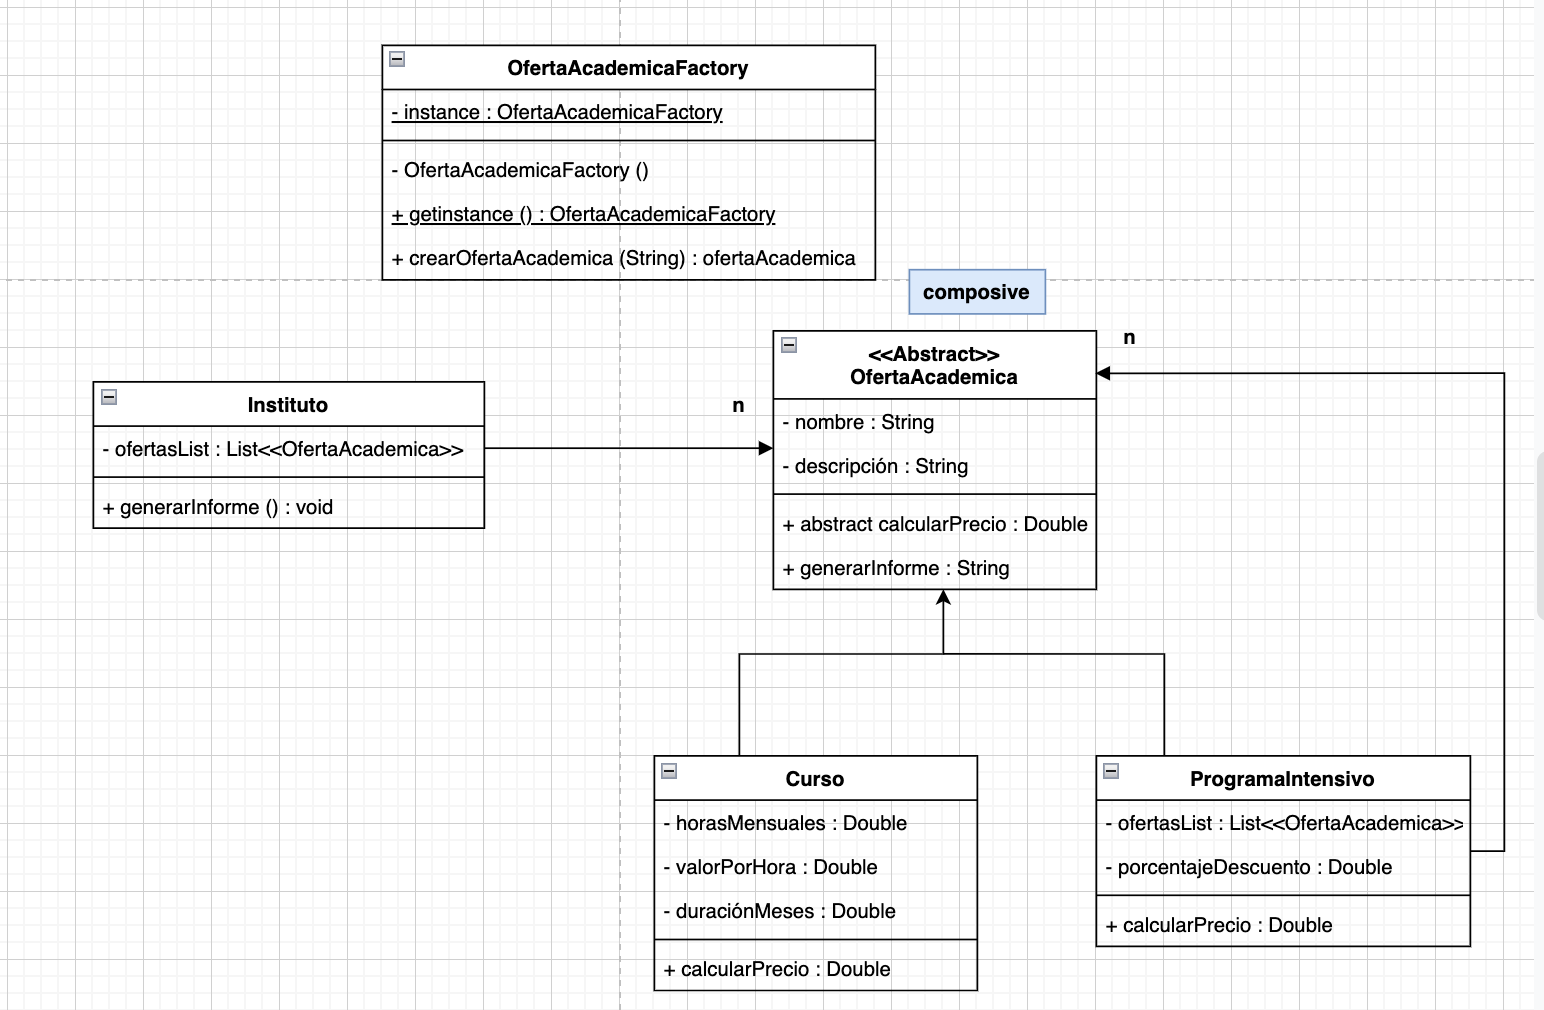 OfertaAcademicaFactory
- instance : OfertaAcademicaFactory
- OfertaAcademicaFactory ()
+ getinstance () : OfertaAcademicaFactory
+ crearOfertaAcademica (String) : ofertaAcademica
composive
n
<<Abstract>>
OfertaAcademica
- nombre : String
- descripción : String
+ abstract calcularPrecio : Double
+ generarInforme : String
n
Instituto
- ofertasList : List<<OfertaAcademica>>
+ generarInforme () : void
Curso
- horasMensuales : Double
- valorPorHora : Double
- duraciónMeses : Double
+ calcularPrecio : Double
ProgramaIntensivo
- ofertasList : List<<OfertaAcademica>>
- porcentajeDescuento : Double
+ calcularPrecio : Double